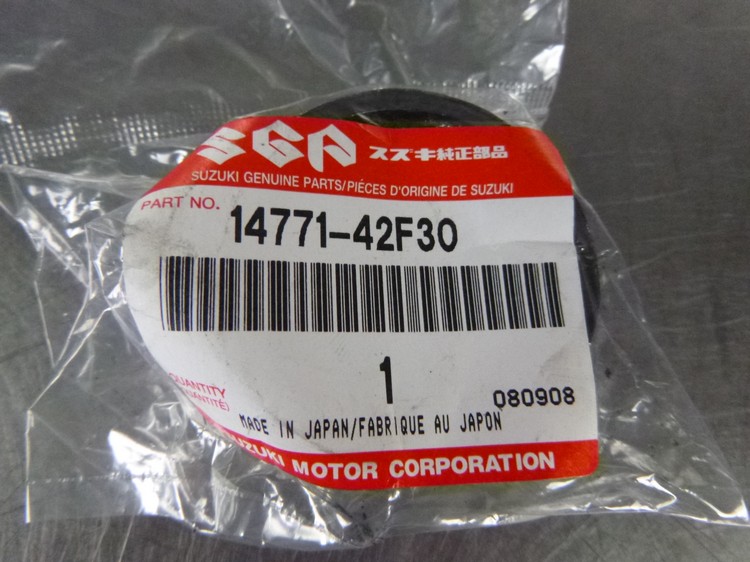 SGP スズキ純正部品
SUZUKI GENUINE PARTS/PIÉCES D'ORIGINE DE SUZUKI
PART NO. 14771-42F30
1
QUANTITY
080908
MADE IN JAPAN/FABRIQUE AU JAPON
SUZUKI MOTOR CORPORATION